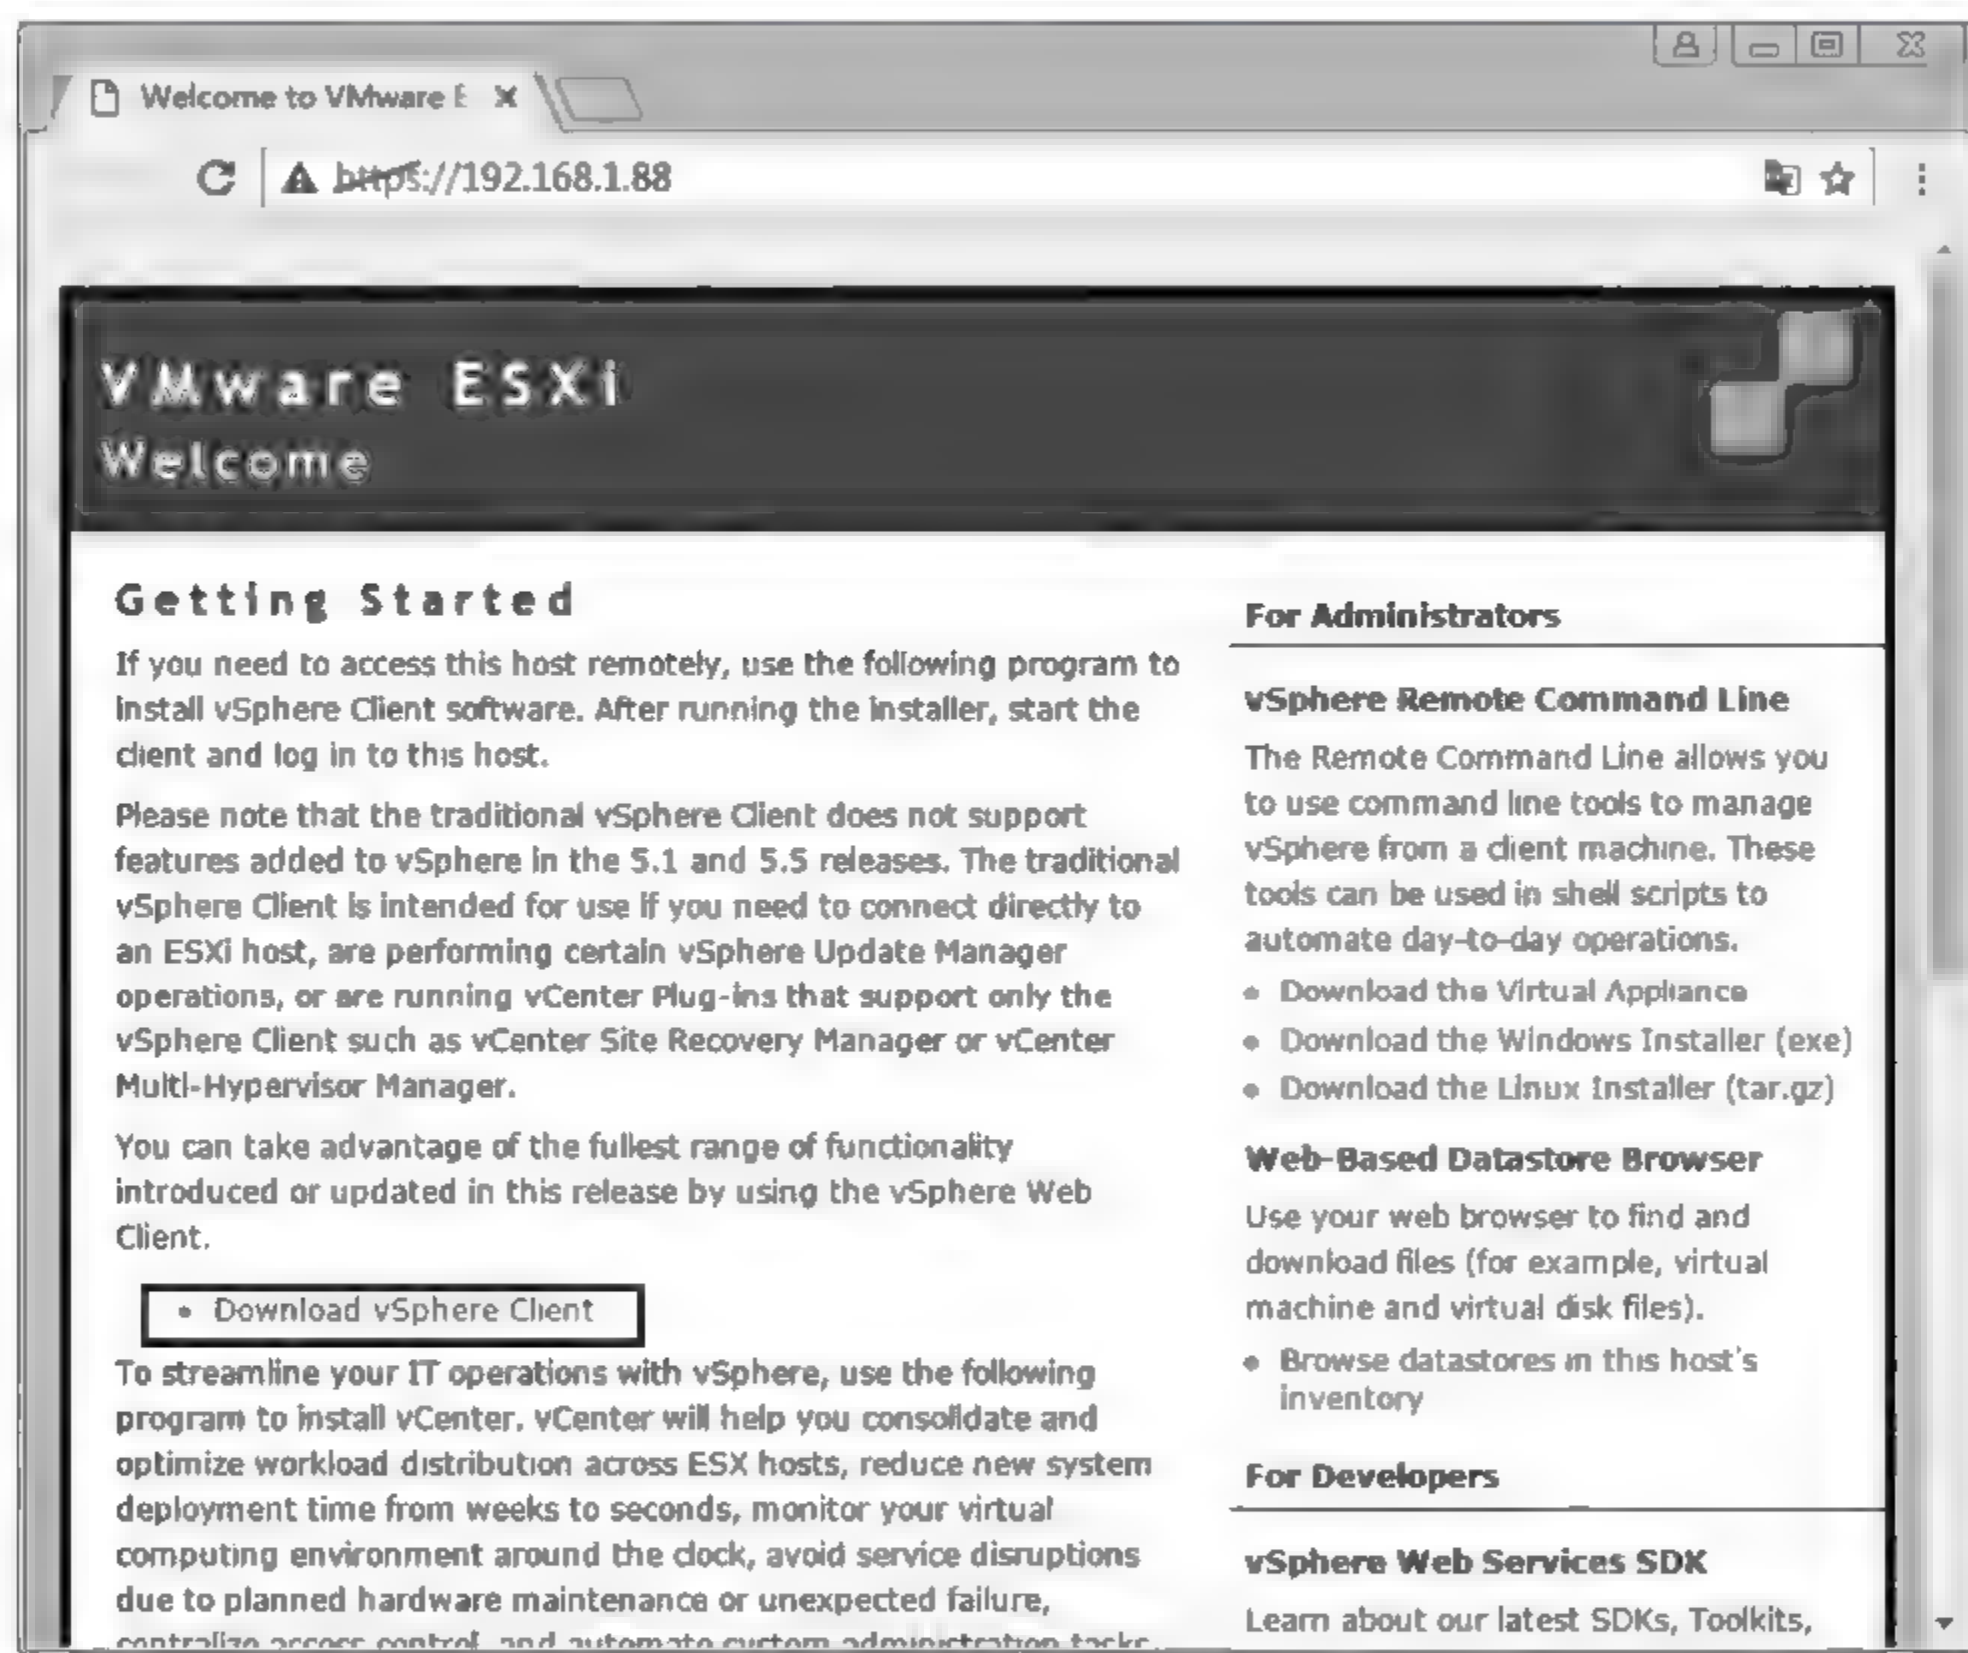 Welcome to VMware E
https://192.168.1.88
VMware ESXi
Welcome
Getting Started
If you need to access this host remotely, use the following program to
install vSphere Client software. After running the installer, start the
client and log in to this host.
Please note that the traditional vSphere Client does not support
features added to vSphere in the 5.1 and 5.5 releases. The traditional
vSphere Client is intended for use if you need to connect directly to
an ESXi host, are performing certain vSphere Update Manager
operations, or are running vCenter Plug-ins that support only the
vSphere Client such as vCenter Site Recovery Manager or vCenter
Multi-Hypervisor Manager.
You can take advantage of the fullest range of functionality
introduced or updated in this release by using the vSphere Web
Client.
• Download vSphere Client
To streamline your IT operations with vSphere, use the following
program to install vCenter. vCenter will help you consolidate and
optimize workload distribution across ESX hosts, reduce new system
deployment time from weeks to seconds, monitor your virtual
computing environment around the clock, avoid service disruptions
due to planned hardware maintenance or unexpected failure,
centralize access control, and automate custom administration tasks.
For Administrators
vSphere Remote Command Line
The Remote Command Line allows you
to use command line tools to manage
vSphere from a client machine. These
tools can be used in shell scripts to
automate day-to-day operations.
• Download the Virtual Appliance
• Download the Windows Installer (exe)
• Download the Linux Installer (tar.gz)
Web-Based Datastore Browser
Use your web browser to find and
download files (for example, virtual
machine and virtual disk files).
• Browse datastores in this host's
inventory
For Developers
vSphere Web Services SDK
Learn about our latest SDKs, Toolkits,